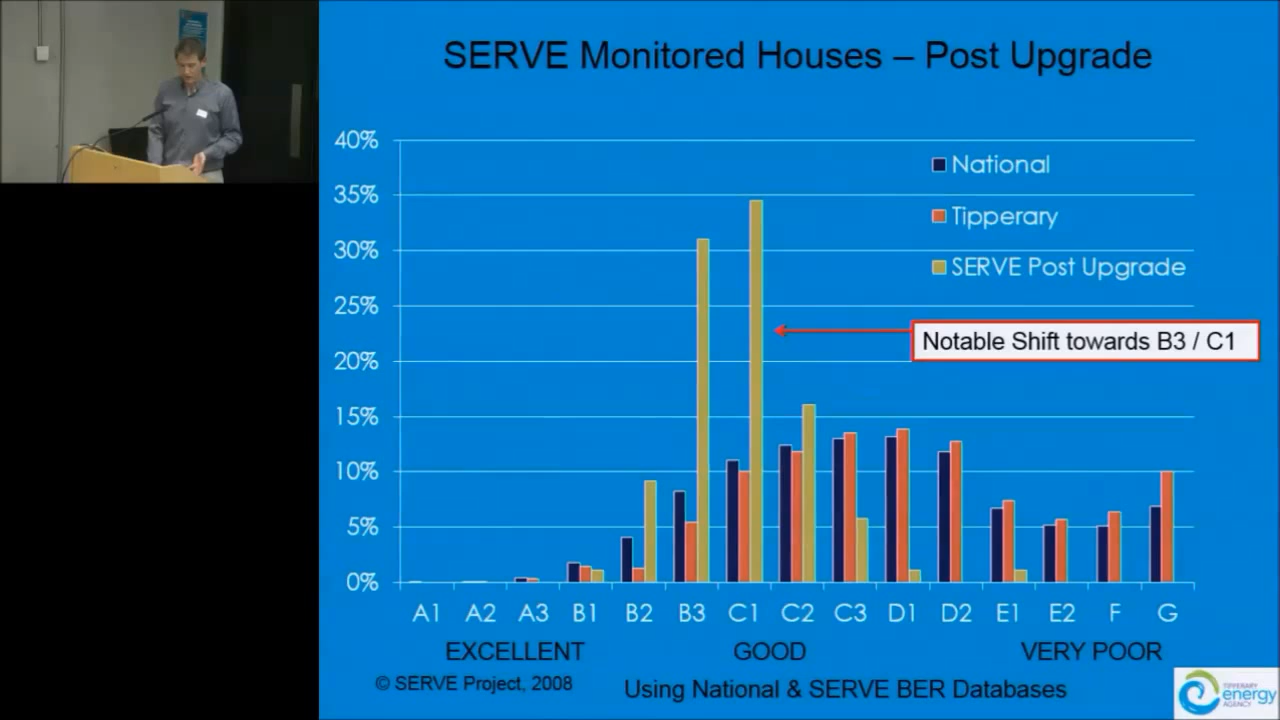 SERVE Monitored Houses – Post Upgrade
40%
35%
30%
25%
20%
15%
10%
5%
0%
National
Tipperary
SERVE Post Upgrade
Notable Shift towards B3 / C1
A1 A2 A3 B1 B2 B3 C1 C2 C3 D1 D2 E1 E2 F G
EXCELLENT GOOD VERY POOR
© SERVE Project, 2008
Using National & SERVE BER Databases
TIPPERARY
energy
AGENCY